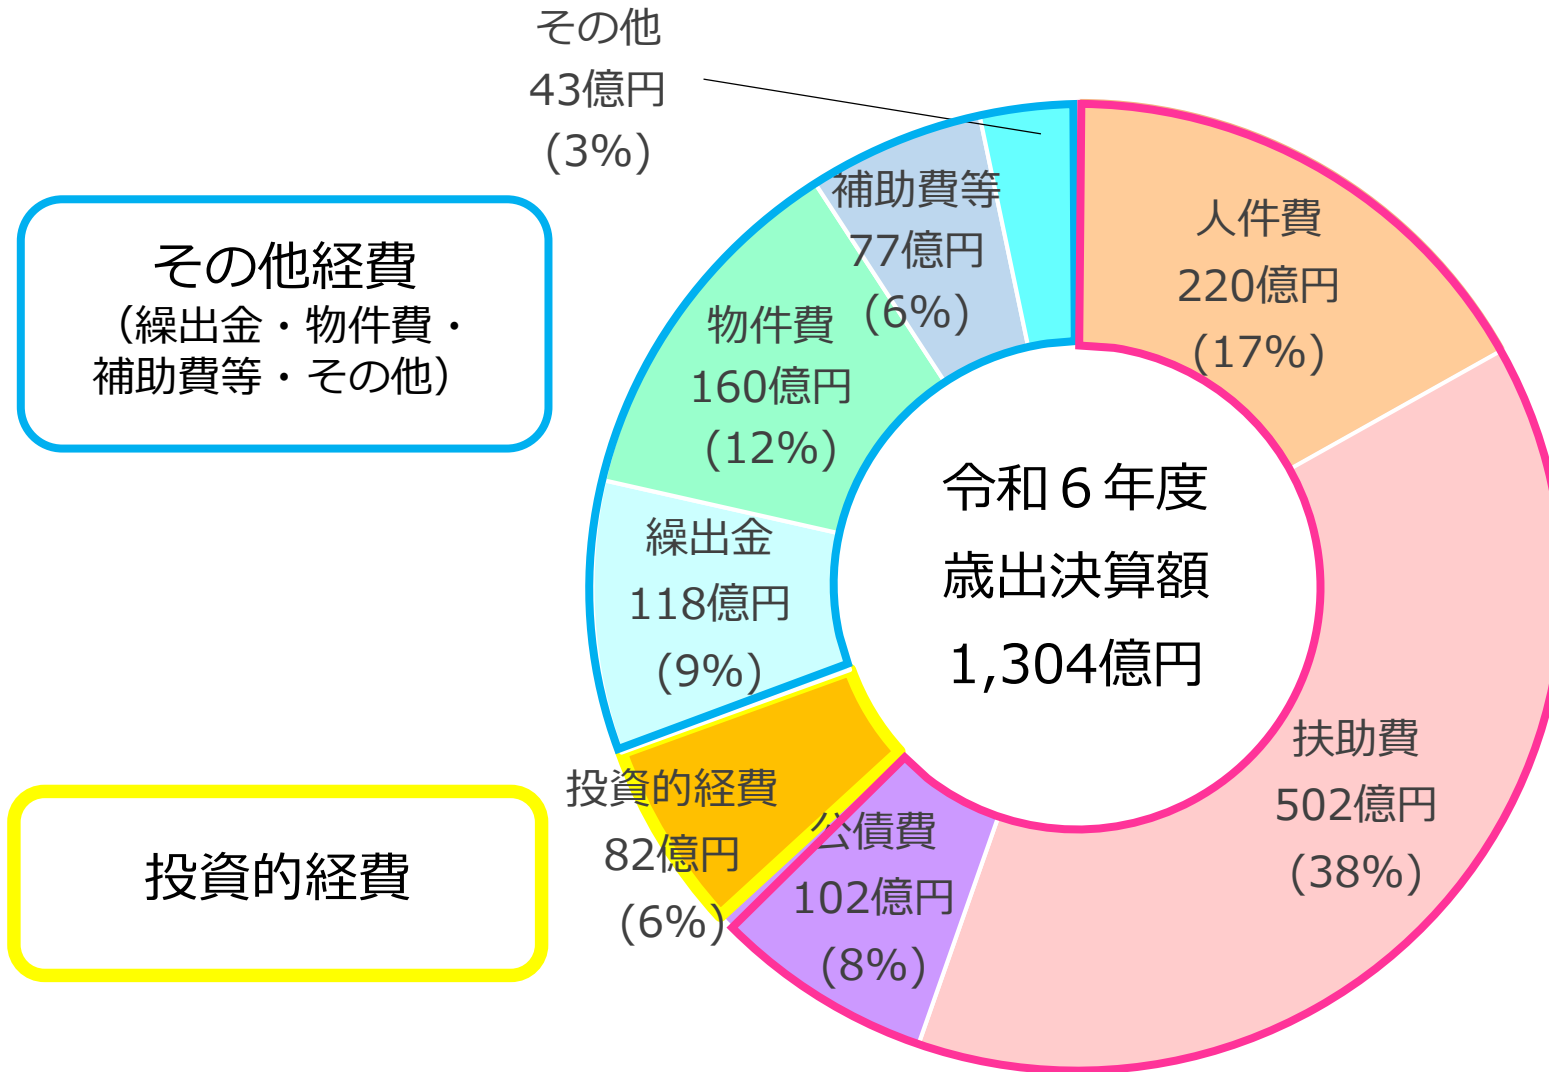 その他
43億円
(3%)
その他経費
（繰出金・物件費・
補助費等・その他）
補助費等
77億円
(6%)
人件費
220億円
(17%)
物件費
160億円
(12%)
令和６年度
歳出決算額
1,304億円
繰出金
118億円
(9%)
扶助費
502億円
(38%)
投資的経費
82億円
(6%)
公債費
102億円
(8%)
投資的経費